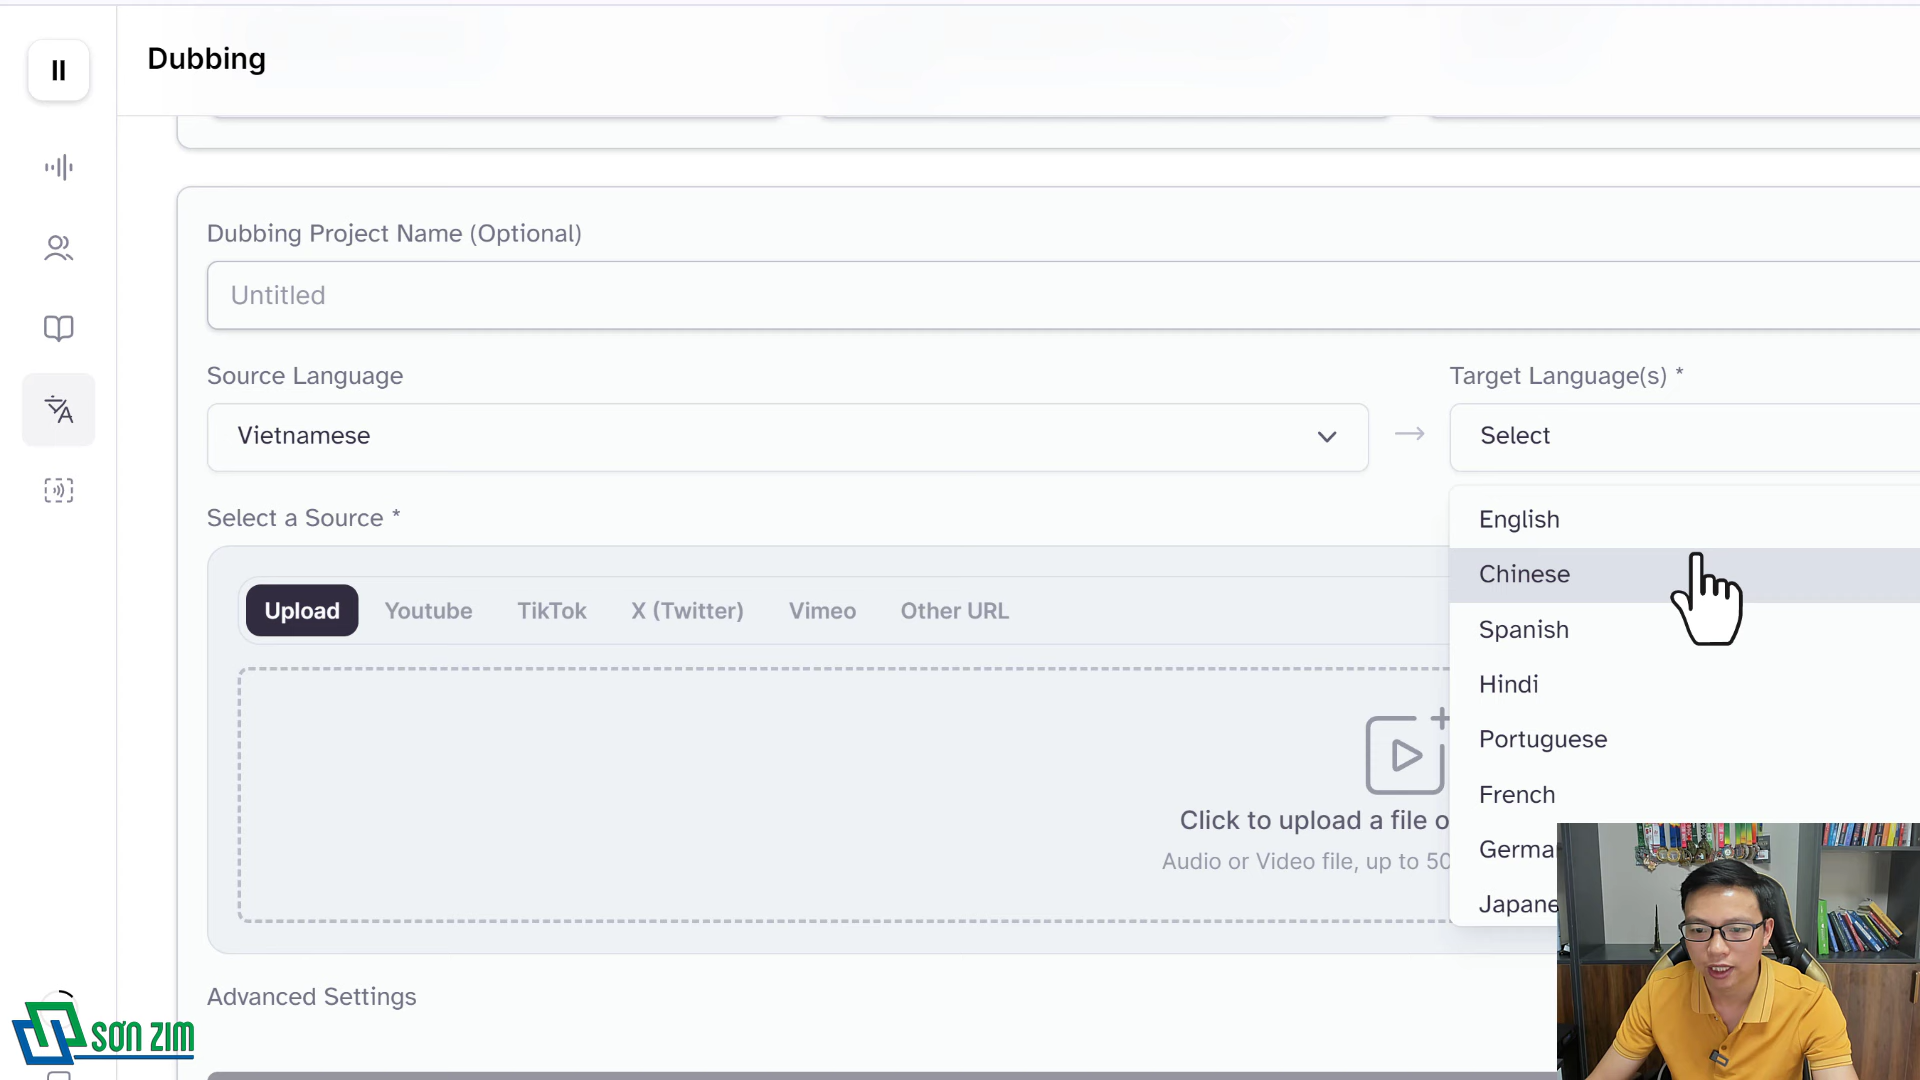 Dubbing
Dubbing Project Name (Optional)
Untitled
Source Language
Target Language(s) *
Vietnamese
Select
Select a Source *
English
Chinese
Spanish
Hindi
Portuguese
French
Germa
Japane
Upload
Youtube
TikTok
X (Twitter)
Vimeo
Other URL
Click to upload a file o
Audio or Video file, up to 50
Advanced Settings
SƠN ZIM